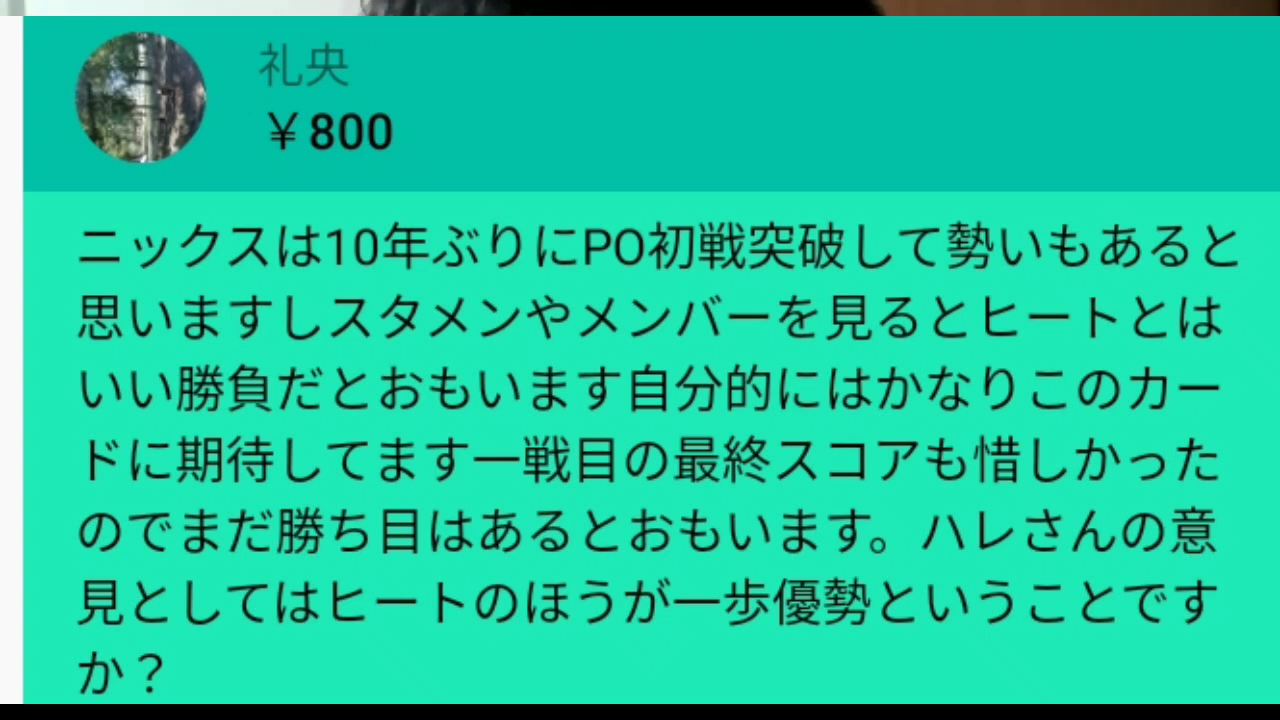 礼央
￥800
ニックスは10年ぶりにPO初戦突破して勢いもあると
思いますしスタメンやメンバーを見るとヒートとは
いい勝負だとおもいます自分的にはかなりこのカー
ドに期待してます一戦目の最終スコアも惜しかった
のでまだ勝ち目はあるとおもいます。ハレさんの意
見としてはヒートのほうが一歩優勢ということです
か？